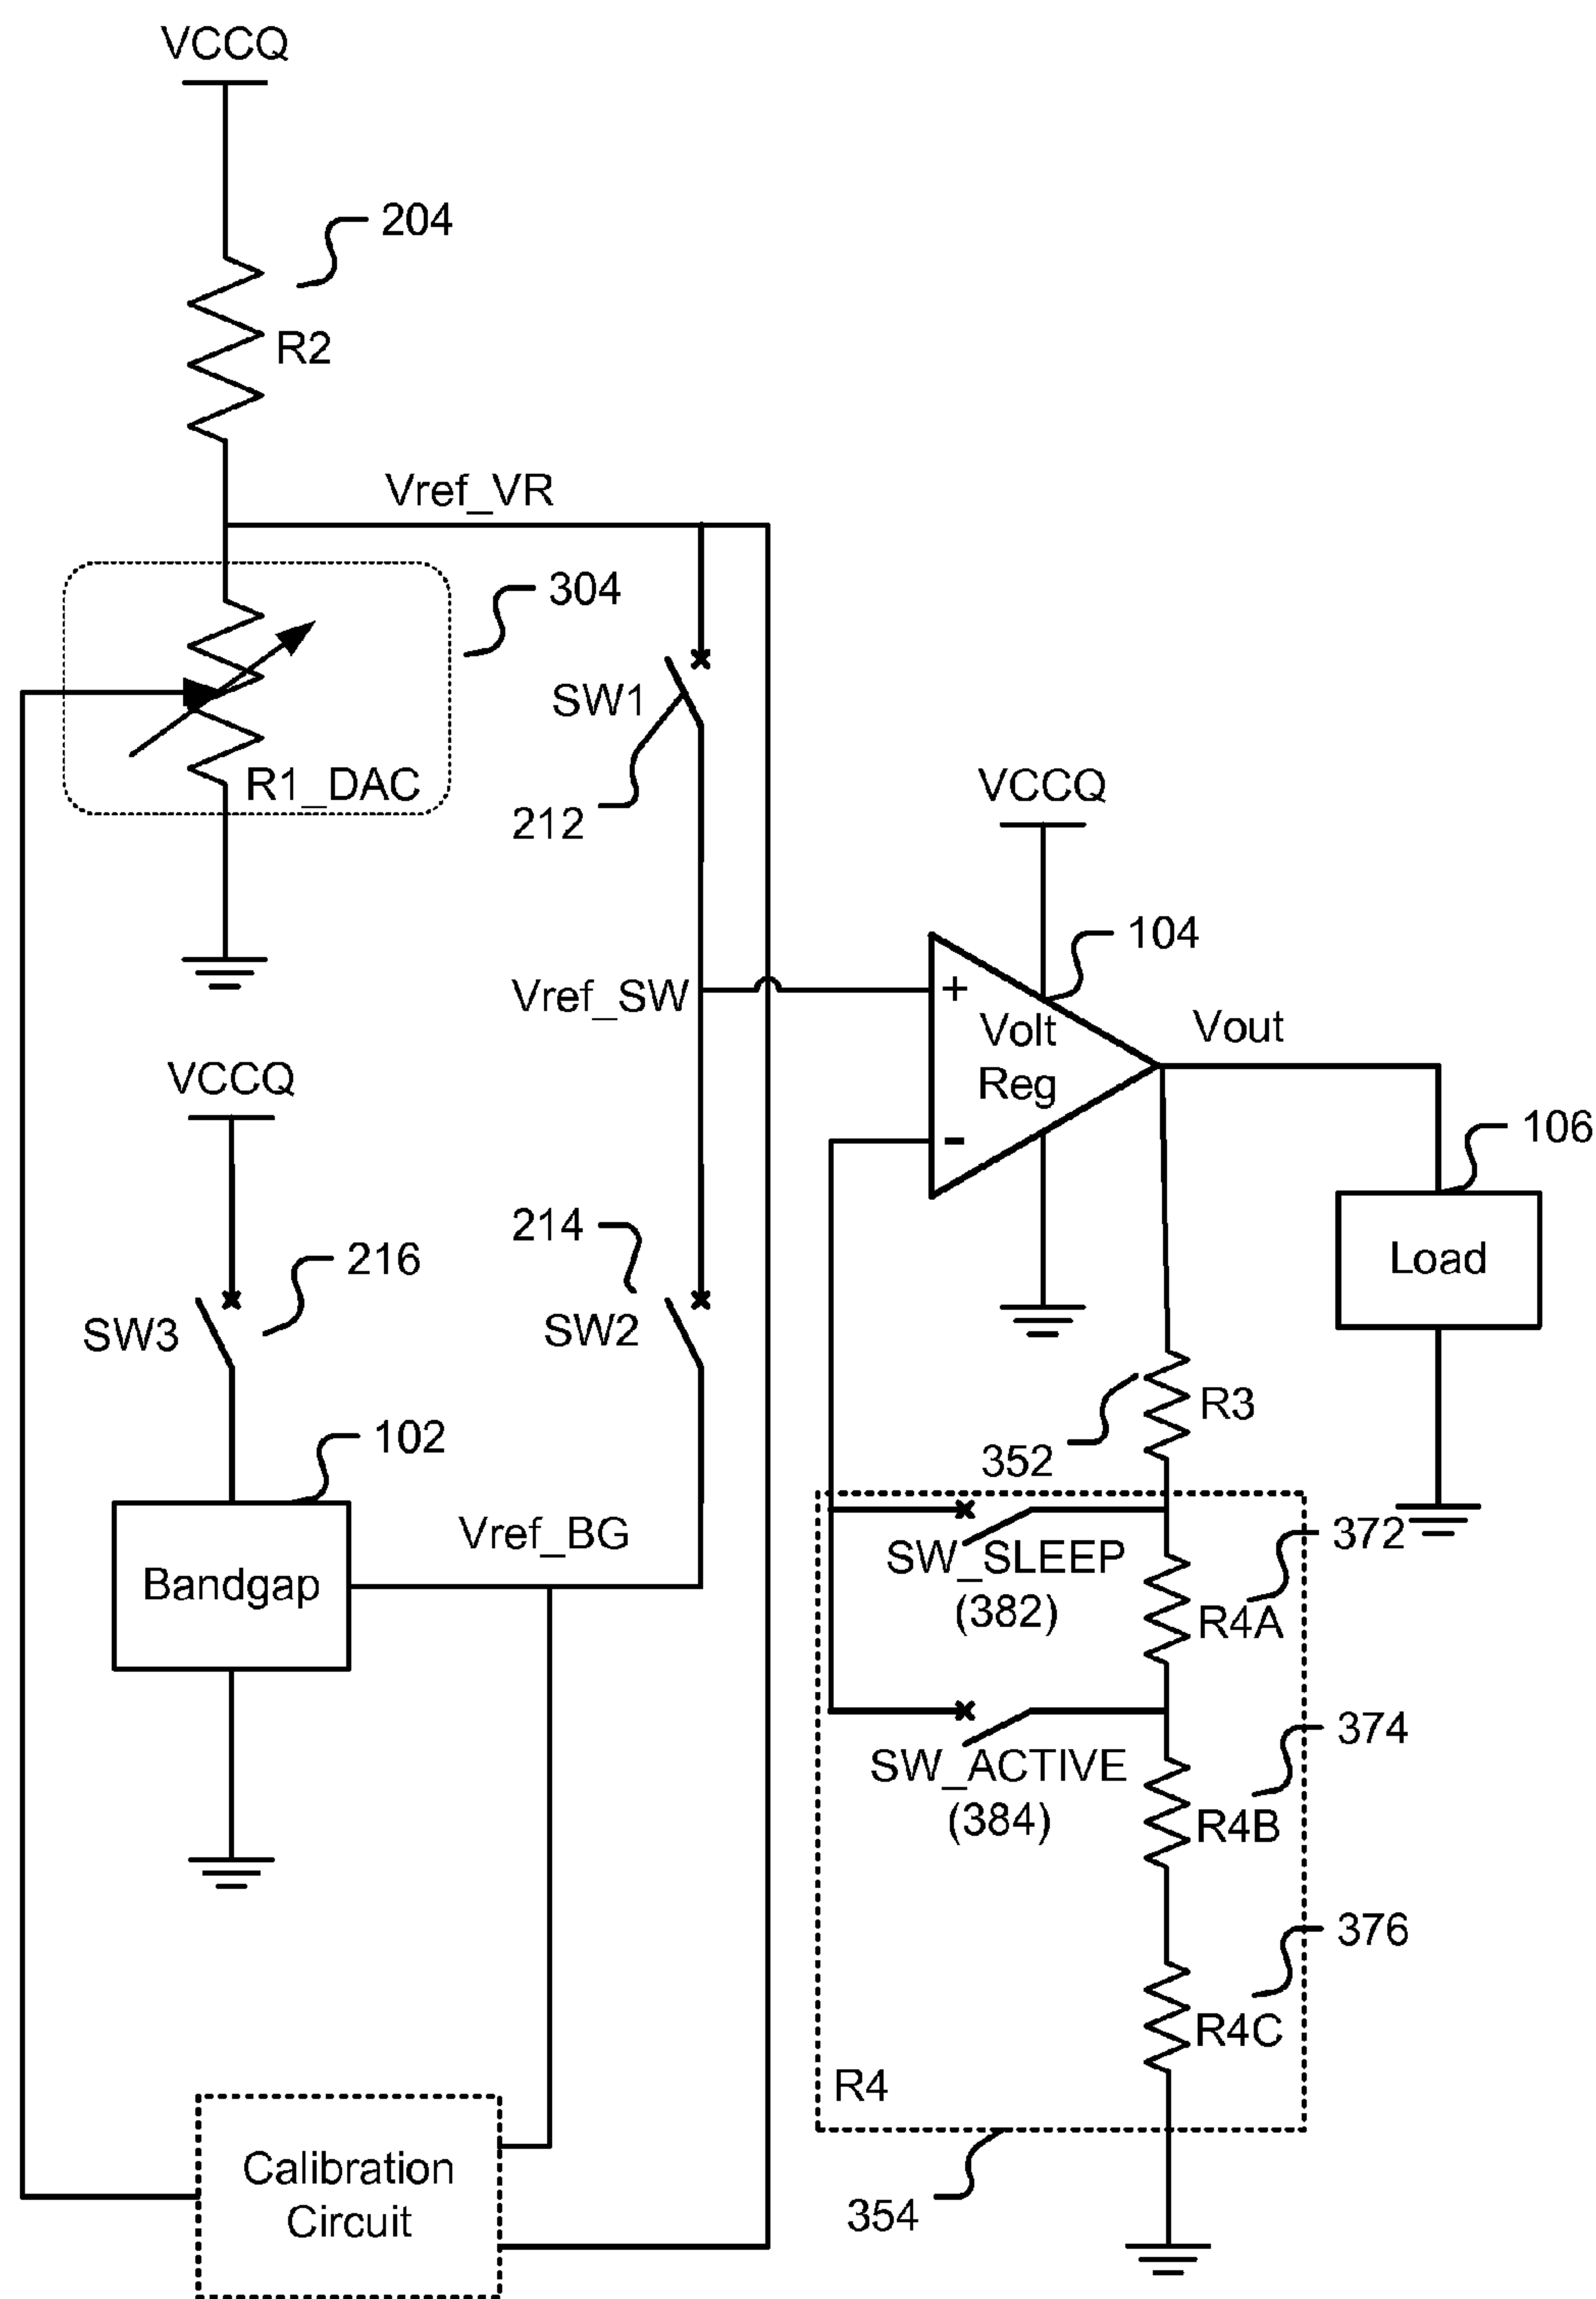 VCCQ
204
R2
Vref_VR
304
SW1
R1_DAC
212
VCCQ
104
Vref_SW
+
Volt
Reg
-
Vout
VCCQ
106
Load
214
216
SW3
SW2
R3
102
352
Vref_BG
Bandgap
372
SW_SLEEP
(382)
R4A
374
SW_ACTIVE
(384)
R4B
376
R4C
R4
Calibration
Circuit
354